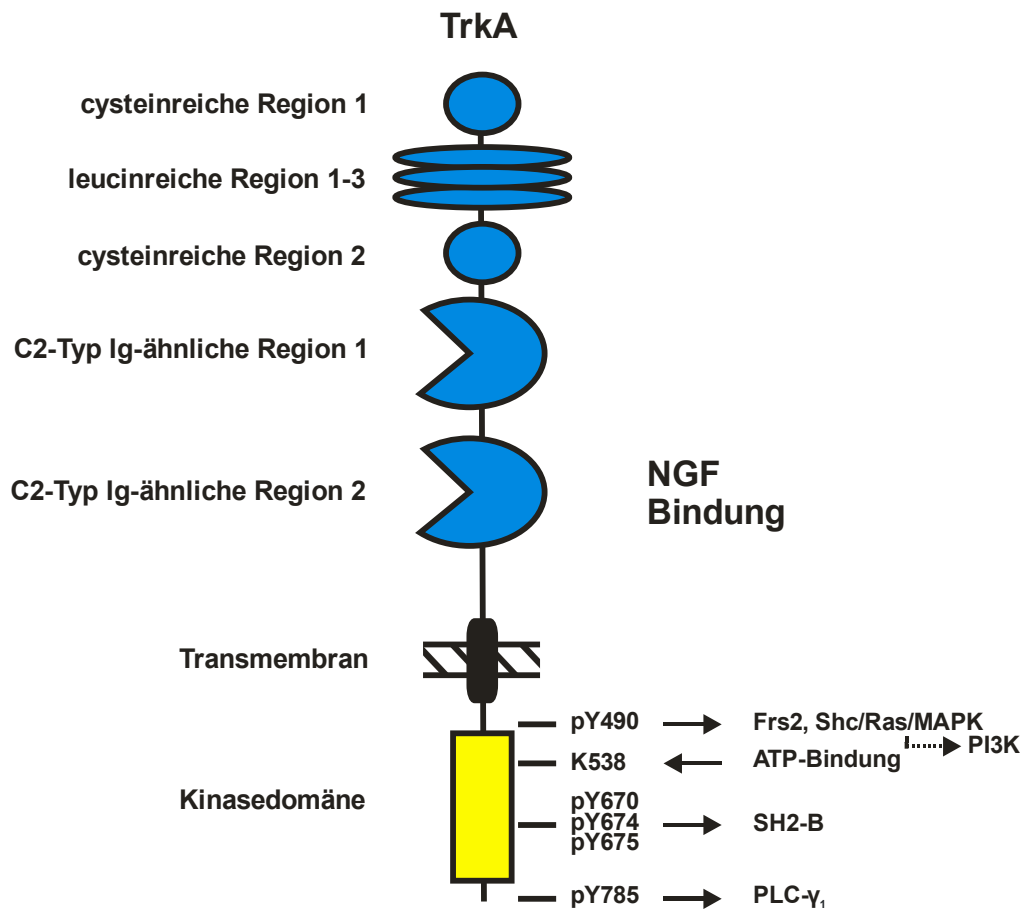 TrkA
cysteinreiche Region 1
leucinreiche Region 1-3
cysteinreiche Region 2
C2-Typ Ig-ähnliche Region 1
C2-Typ Ig-ähnliche Region 2
NGF
Bindung
Transmembran
pY490
Frs2, Shc/Ras/MAPK
PI3K
K538
ATP-Bindung
Kinasedomäne
pY670
pY674
pY675
SH2-B
pY785
PLC-γ₁